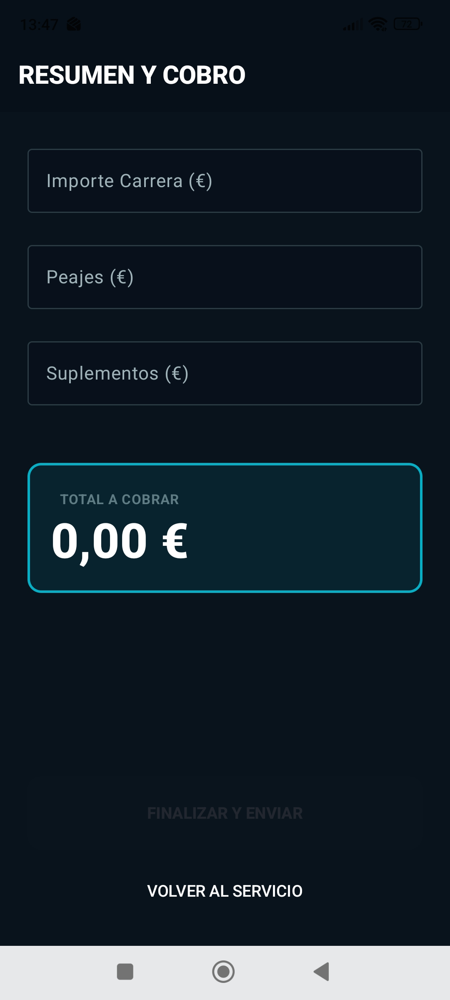 13:47
72
RESUMEN Y COBRO
Importe Carrera (€)
Peajes (€)
Suplementos (€)
TOTAL A COBRAR
0,00 €
FINALIZAR Y ENVIAR
VOLVER AL SERVICIO